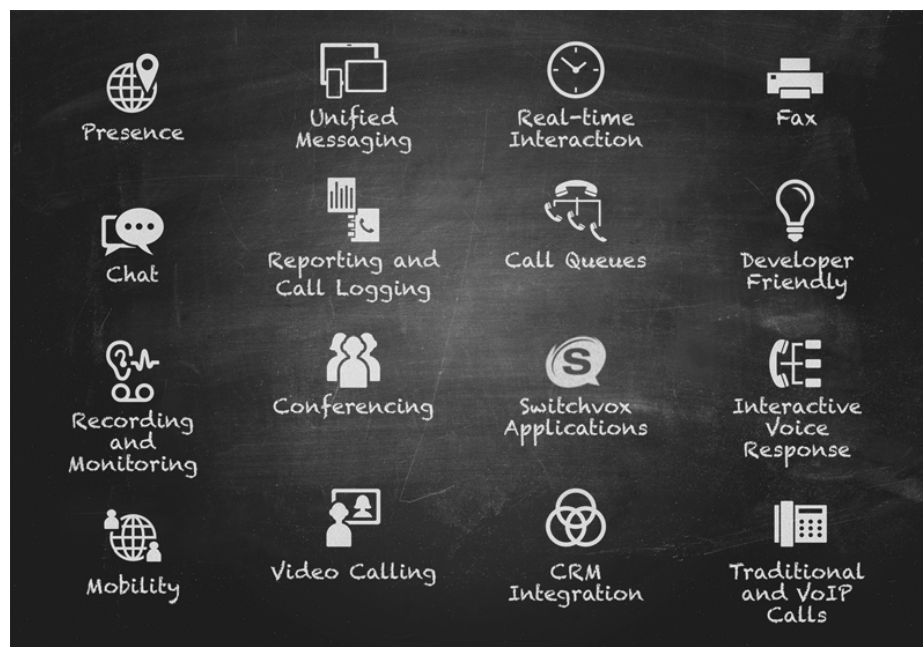 Presence
Unified
Messaging
Real-time
Interaction
Fax
Chat
Reporting and
Call Logging
Call Queues
Developer
Friendly
Recording
and
Monitoring
Conferencing
S
Switchvox
Applications
Interactive
Voice
Response
Mobility
Video Calling
CRM
Integration
Traditional
and VoIP
Calls